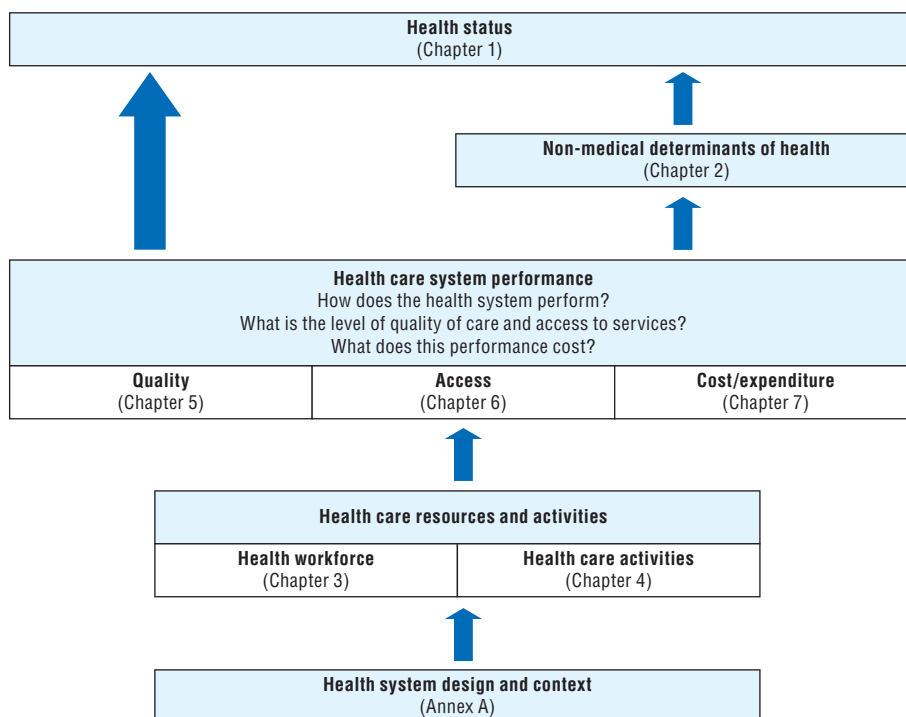 Health status
(Chapter 1)
Non-medical determinants of health
(Chapter 2)
Health care system performance
How does the health system perform?
What is the level of quality of care and access to services?
What does this performance cost?
Quality
(Chapter 5)
Access
(Chapter 6)
Cost/expenditure
(Chapter 7)
Health care resources and activities
Health workforce
(Chapter 3)
Health care activities
(Chapter 4)
Health system design and context
(Annex A)